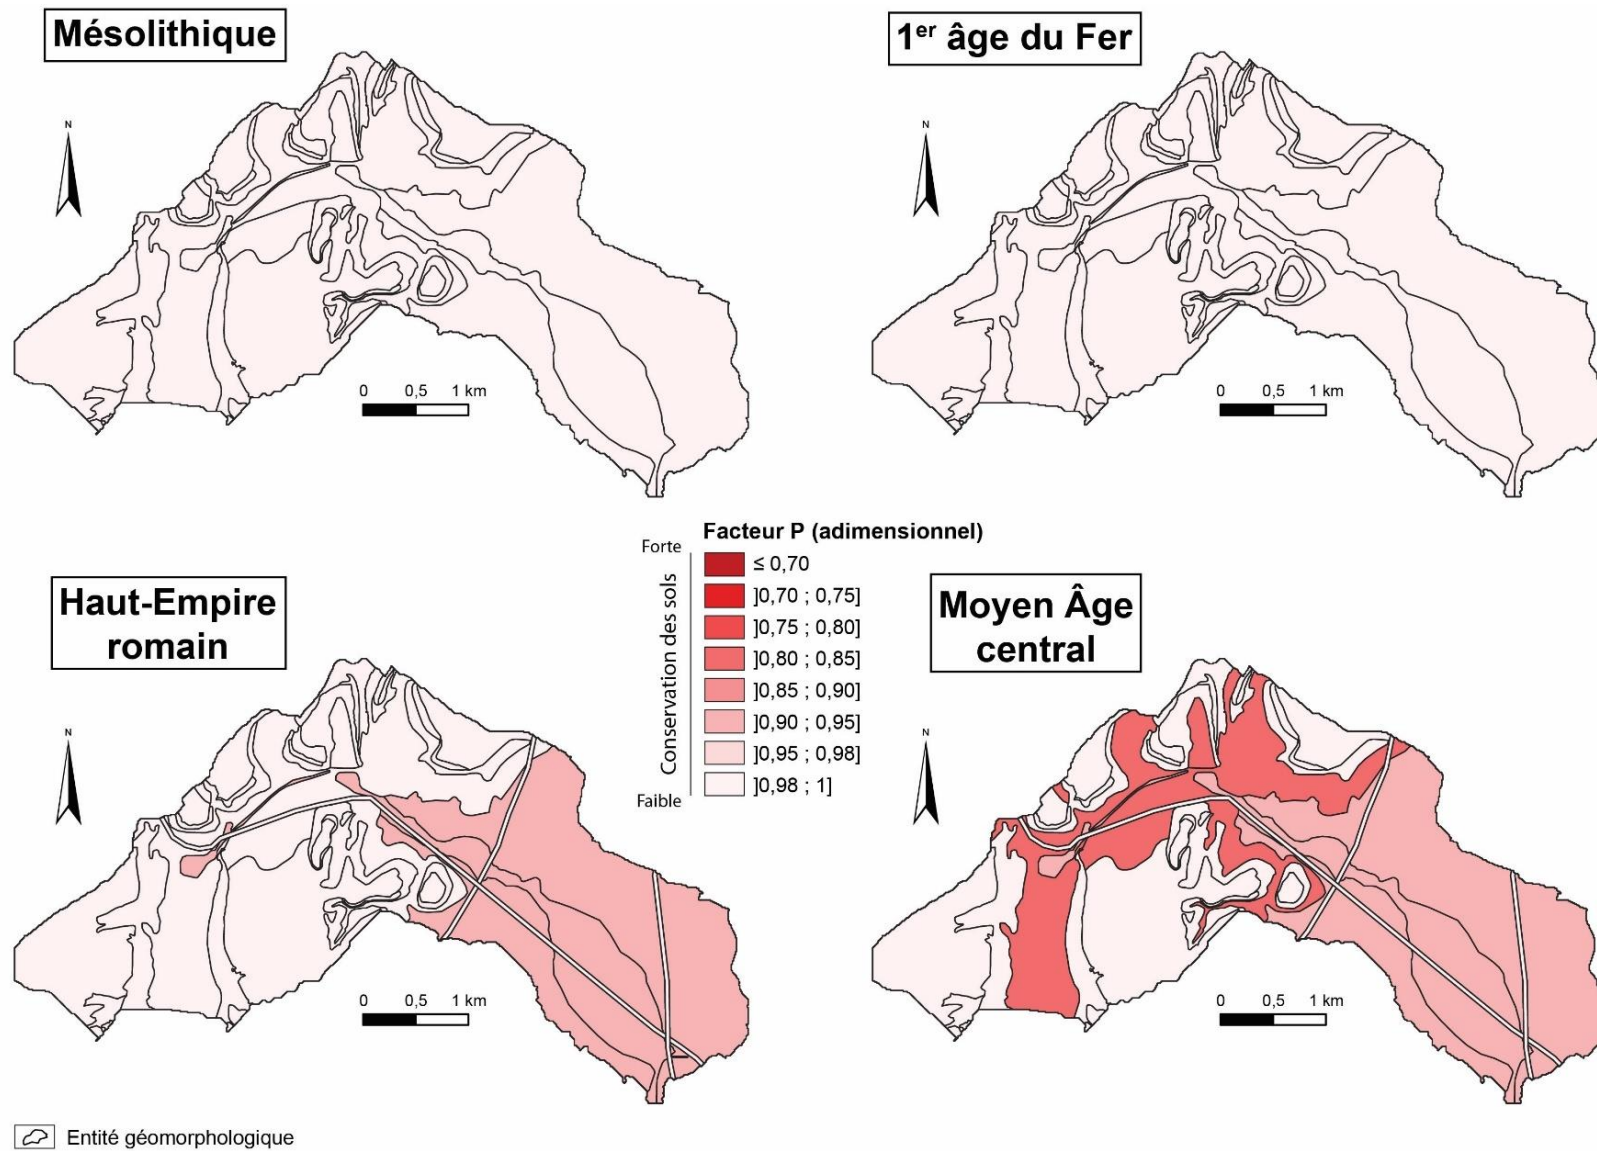 Mésolithique
1er âge du Fer
N
N
0 0,5 1 km
0 0,5 1 km
Facteur P (adimensionnel)
Forte
Conservation des sols
Faible
≤ 0,70
]0,70 ; 0,75]
]0,75 ; 0,80]
]0,80 ; 0,85]
]0,85 ; 0,90]
]0,90 ; 0,95]
]0,95 ; 0,98]
]0,98 ; 1]
Haut-Empire
romain
Moyen Âge
central
N
N
0 0,5 1 km
0 0,5 1 km
Entité géomorphologique